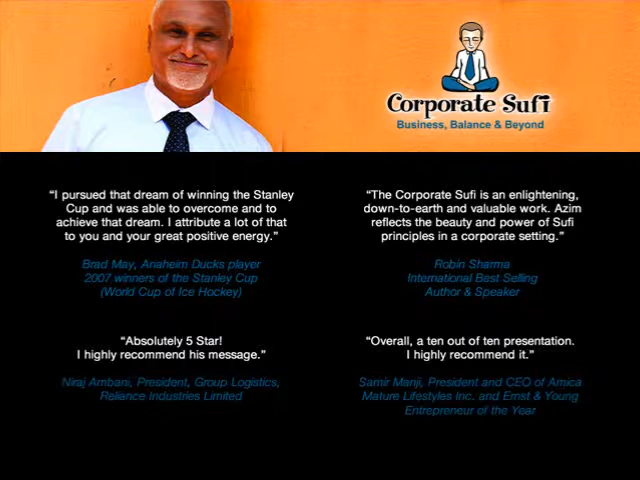 Corporate Sufi
Business, Balance & Beyond
“I pursued that dream of winning the Stanley
Cup and was able to overcome and to
achieve that dream. I attribute a lot of that
to you and your great positive energy.”
Brad May, Anaheim Ducks player
2007 winners of the Stanley Cup
(World Cup of Ice Hockey)
“The Corporate Sufi is an enlightening,
down-to-earth and valuable work. Azim
reflects the beauty and power of Sufi
principles in a corporate setting.”
Robin Sharma
International Best Selling
Author & Speaker
“Absolutely 5 Star!
I highly recommend his message.”
Niraj Ambani, President, Group Logistics,
Reliance Industries Limited
“Overall, a ten out of ten presentation.
I highly recommend it.”
Samir Manji, President and CEO of Amica
Mature Lifestyles Inc. and Ernst & Young
Entrepreneur of the Year